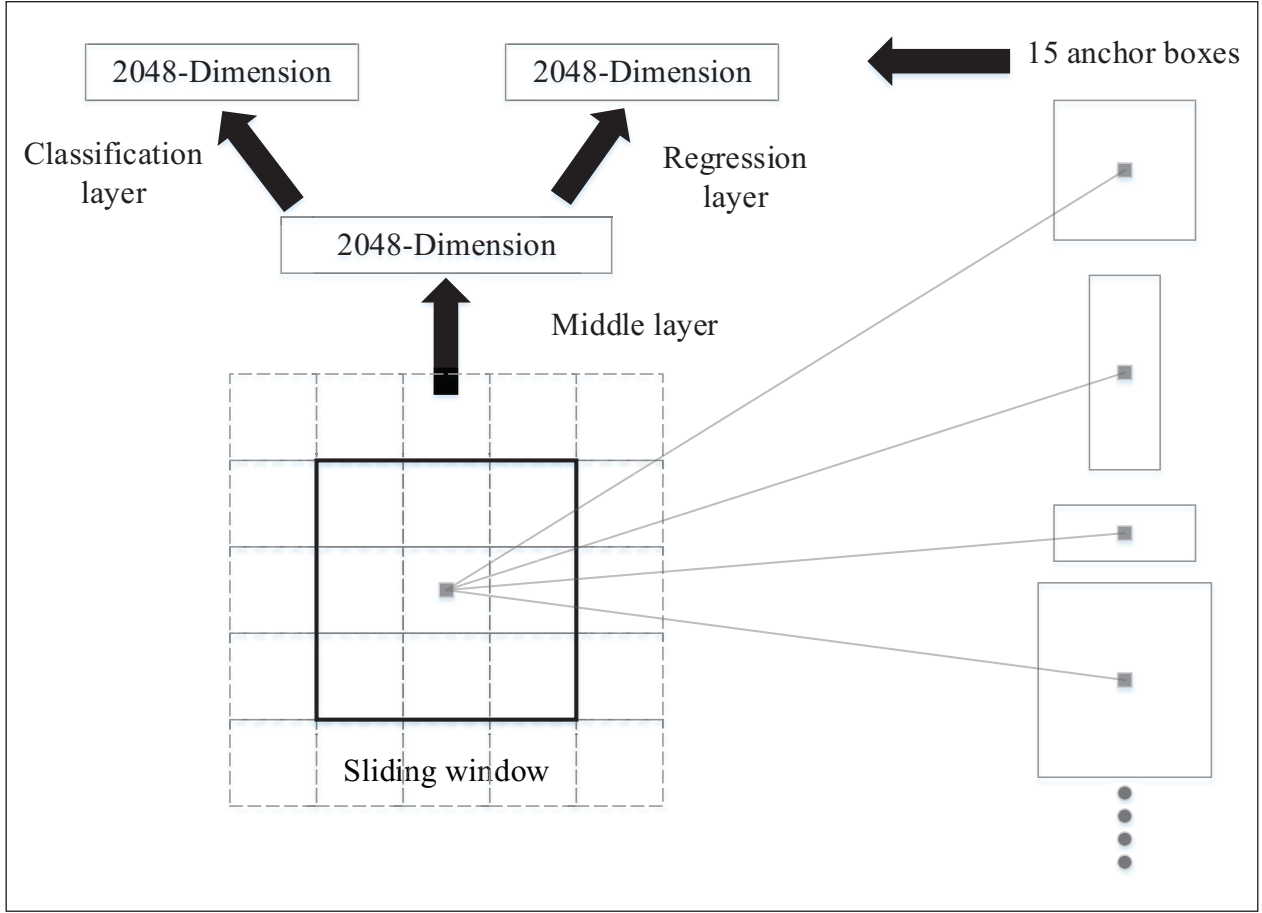 2048-Dimension
2048-Dimension
15 anchor boxes
Classification
layer
Regression
layer
2048-Dimension
Middle layer
Sliding window